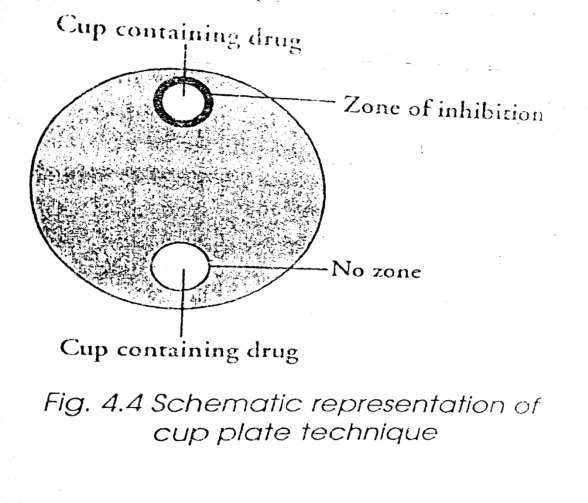 Cup containing drug
Zone of inhibition
No zone
Cup containing drug
Fig. 4.4 Schematic representation of
cup plate technique